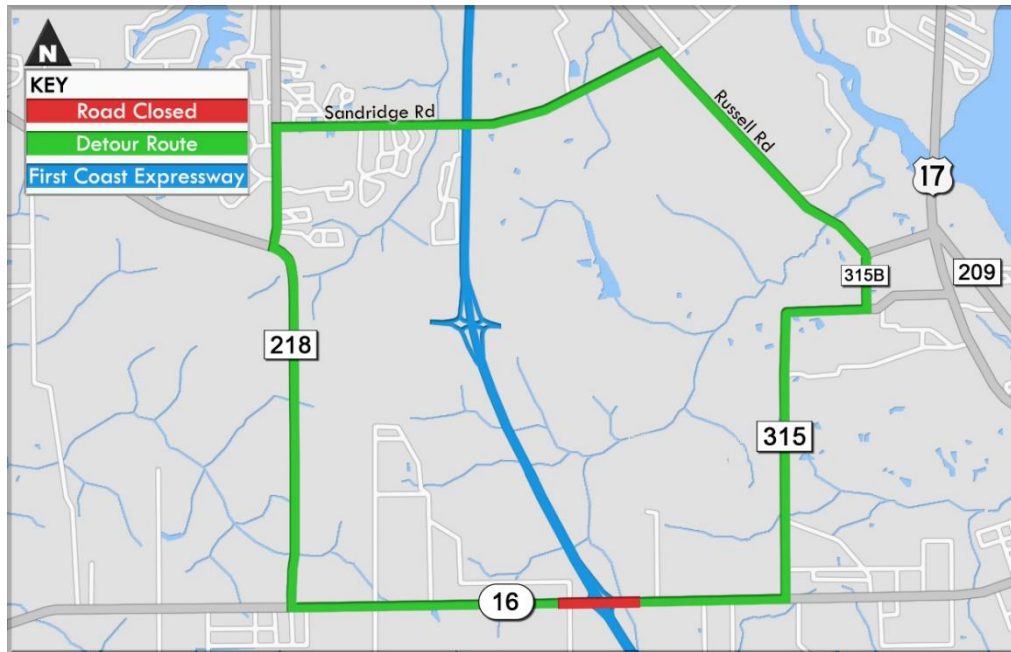 N
KEY
Road Closed
Detour Route
First Coast Expressway
Sandridge Rd
Russell Rd
17
315B
209
218
315
16